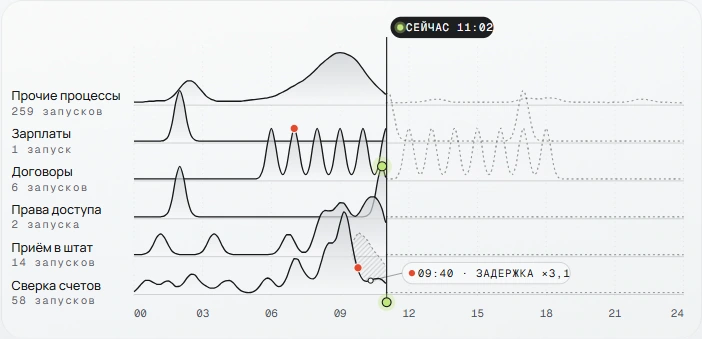 СЕЙЧАС 11:02
Прочие процессы
259 запусков
Зарплаты
1 запуск
Договоры
6 запусков
Права доступа
2 запуска
Приём в штат
14 запусков
09:40 · ЗАДЕРЖКА ×3,1
Сверка счетов
58 запусков
00 03 06 09 12 15 18 21 24